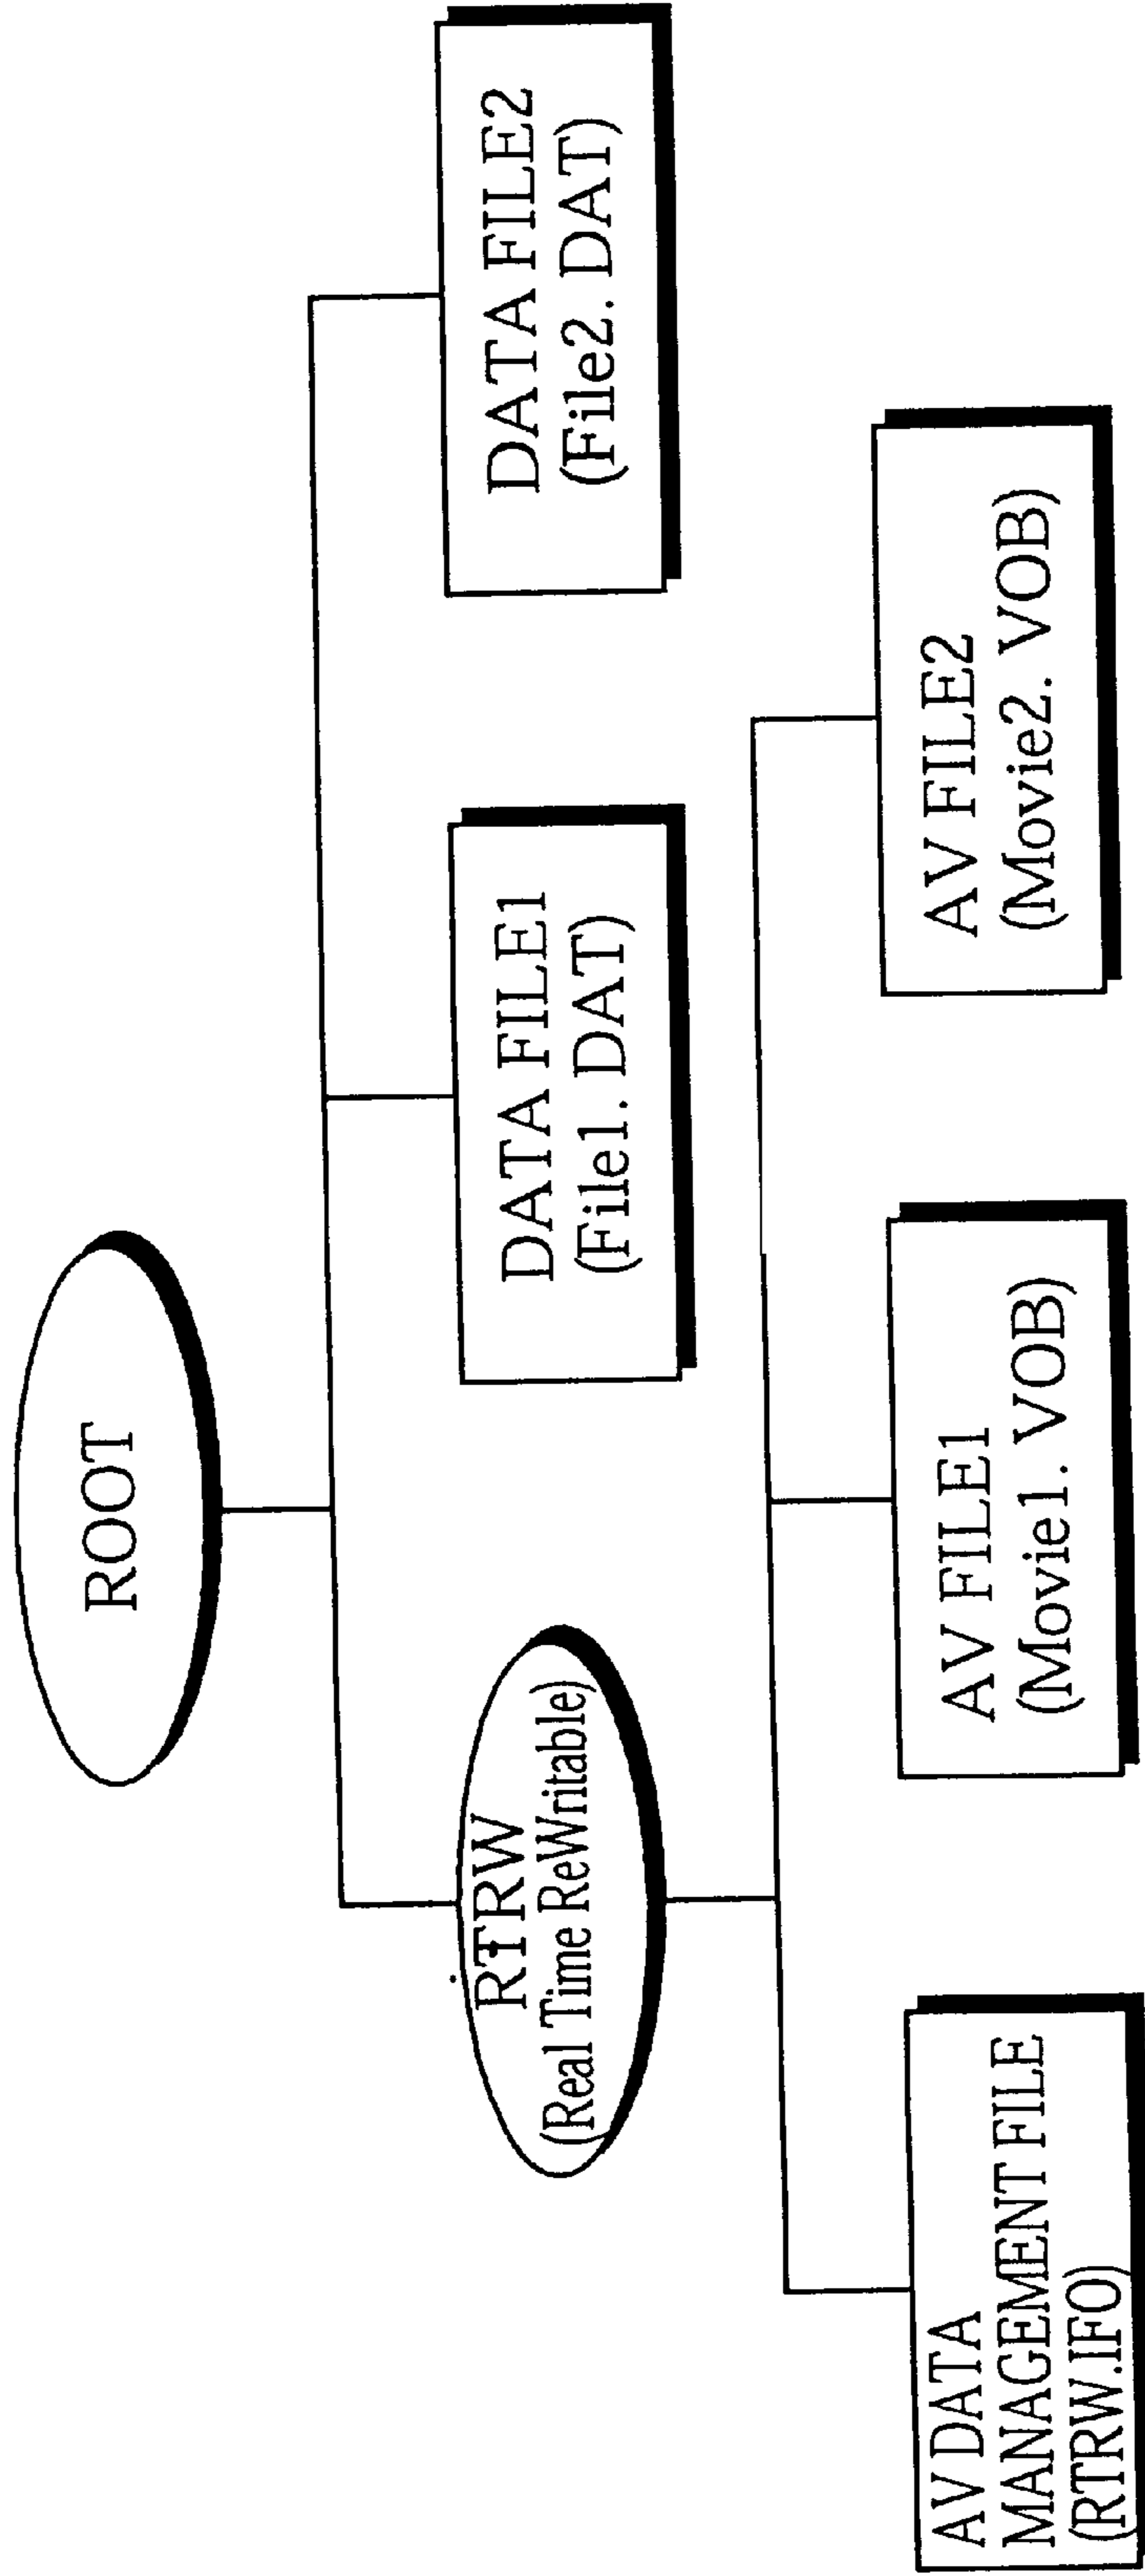 ROOT
RTRW
(Real Time ReWritable)
DATA FILE1
(File1. DAT)
DATA FILE2
(File2. DAT)
AV DATA
MANAGEMENT FILE
(RTRW.IFO)
AV FILE1
(Movie1. VOB)
AV FILE2
(Movie2. VOB)